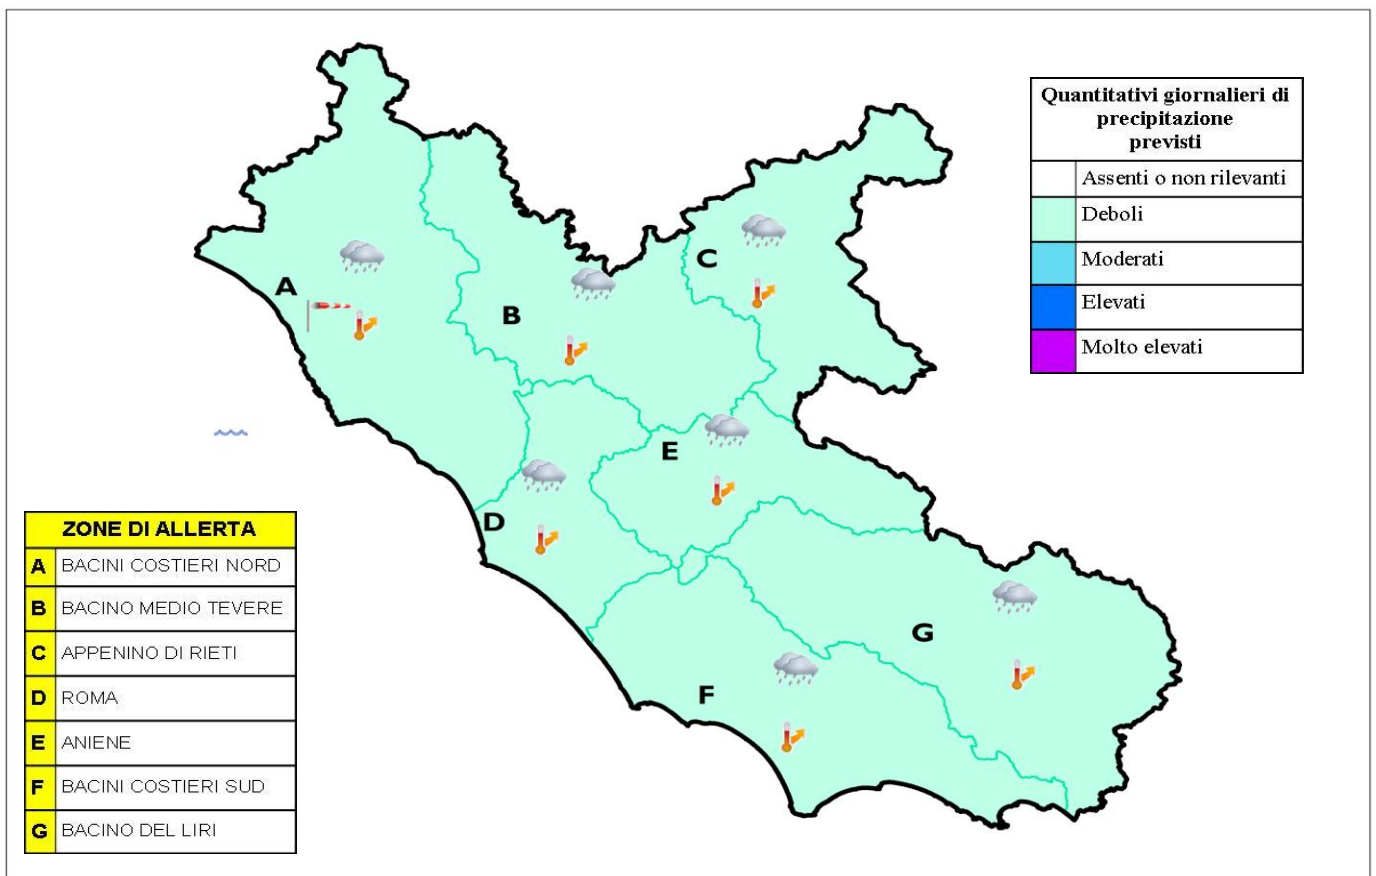 Quantitativi giornalieri di
precipitazione
previsti
Assenti o non rilevanti
Deboli
Moderati
Elevati
Molto elevati
A
B
C
D
E
F
G
ZONE DI ALLERTA
A BACINI COSTIERI NORD
B BACINO MEDIO TEVERE
C APPENINO DI RIETI
D ROMA
E ANIENE
F BACINI COSTIERI SUD
G BACINO DEL LIRI